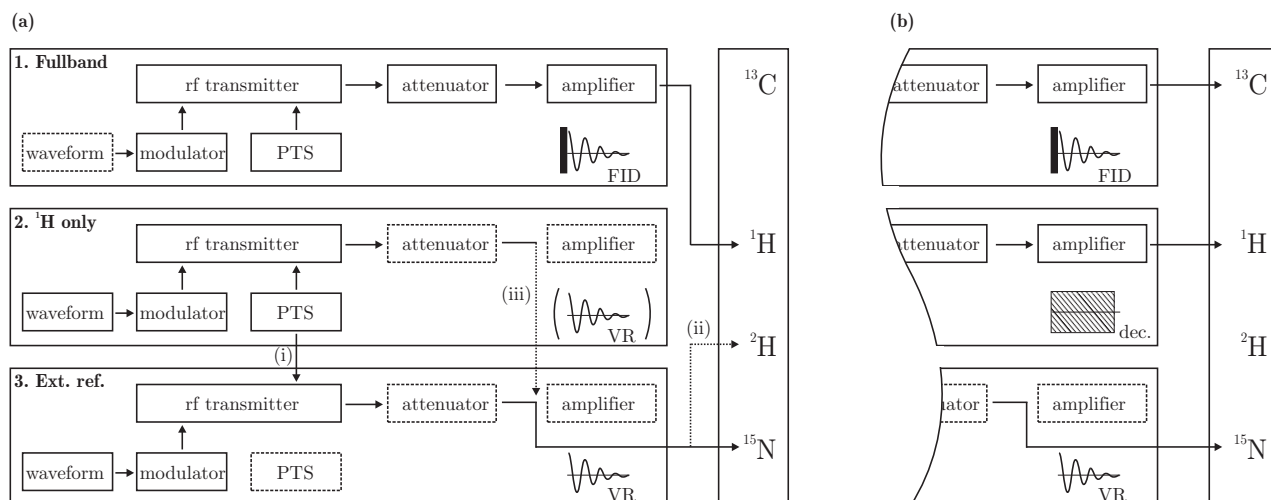 (a)
1. Fullband
rf transmitter
attenuator
amplifier
waveform
modulator
PTS
FID
2. ¹H only
rf transmitter
attenuator
amplifier
waveform
modulator
PTS
(iii)
VR
(i)
(ii)
3. Ext. ref.
rf transmitter
attenuator
amplifier
waveform
modulator
PTS
VR
¹³C
¹H
²H
¹⁵N
(b)
attenuator
amplifier
FID
attenuator
amplifier
dec.
uator
amplifier
VR
¹³C
¹H
²H
¹⁵N